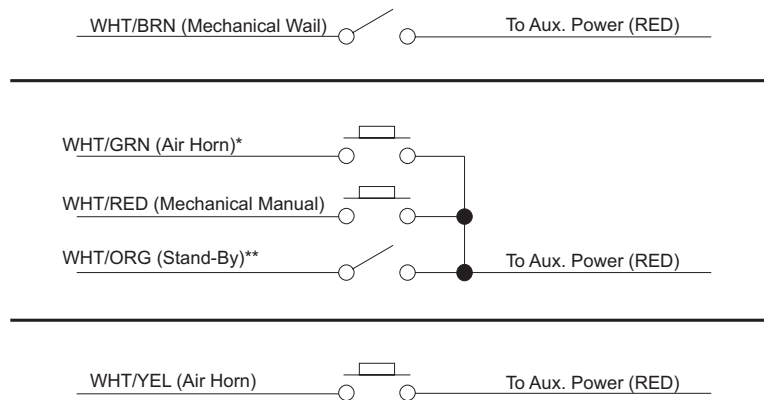 WHT/BRN (Mechanical Wail) To Aux. Power (RED)
WHT/GRN (Air Horn)*
WHT/RED (Mechanical Manual)
WHT/ORG (Stand-By)** To Aux. Power (RED)
WHT/YEL (Air Horn) To Aux. Power (RED)